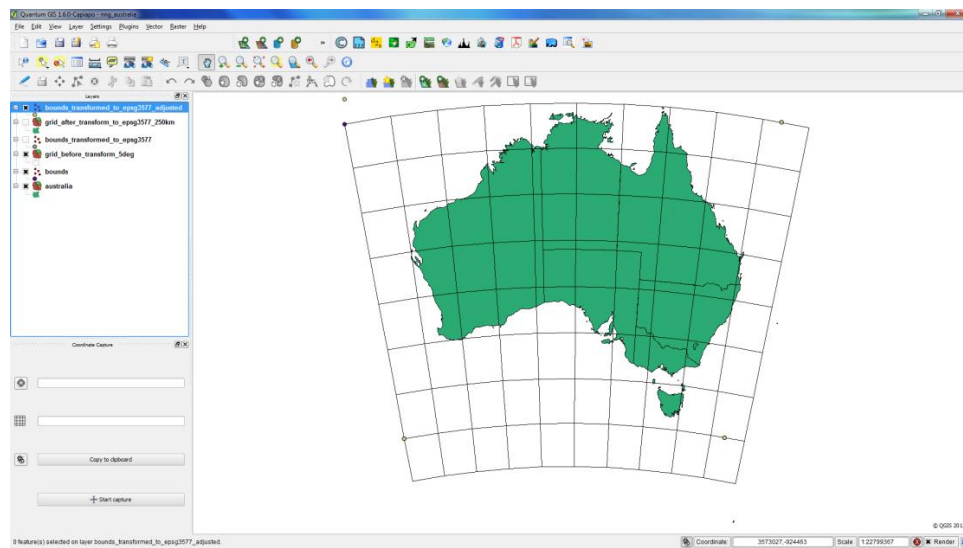 Quantum GIS 1.6.0-Capiapo - nng_australia
File Edit View Layer Settings Plugins Vector Raster Help
Layers
bounds_transformed_to_epsg3577_adjusted
grid_after_transform_to_epsg3577_250km
bounds_transformed_to_epsg3577
grid_before_transform_5deg
bounds
australia
Coordinate Capture
Copy to clipboard
Start capture
© QGIS 201
0 feature(s) selected on layer bounds_transformed_to_epsg3577_adjusted.
Coordinate: 3573027,-924463 Scale 1:22799367 Render